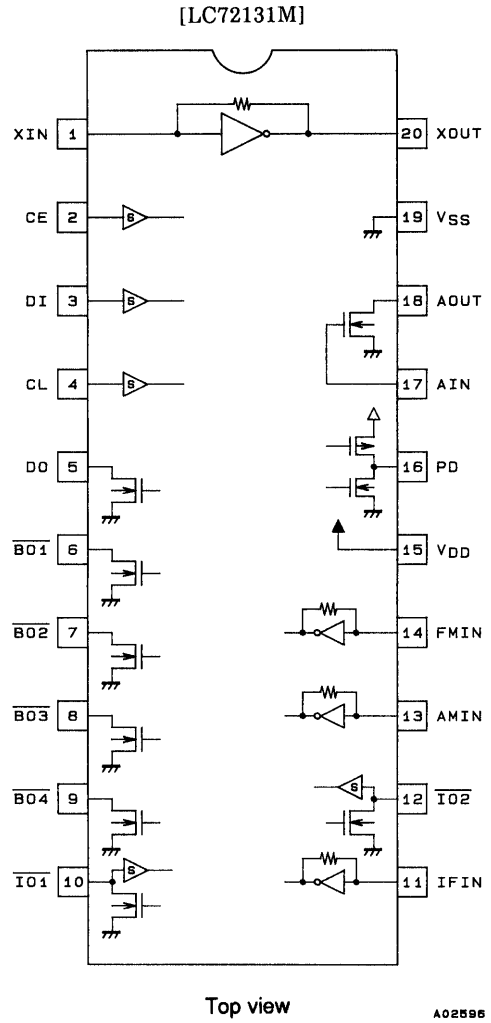 [LC72131M]
XIN 1 20 XOUT
CE 2 S 19 VSS
DI 3 S 18 AOUT
CL 4 S 17 AIN
DO 5 16 PD
BO1 6 15 VDD
BO2 7 14 FMIN
BO3 8 13 AMIN
BO4 9 S 12 IO2
IO1 10 S 11 IFIN
Top view
A02596